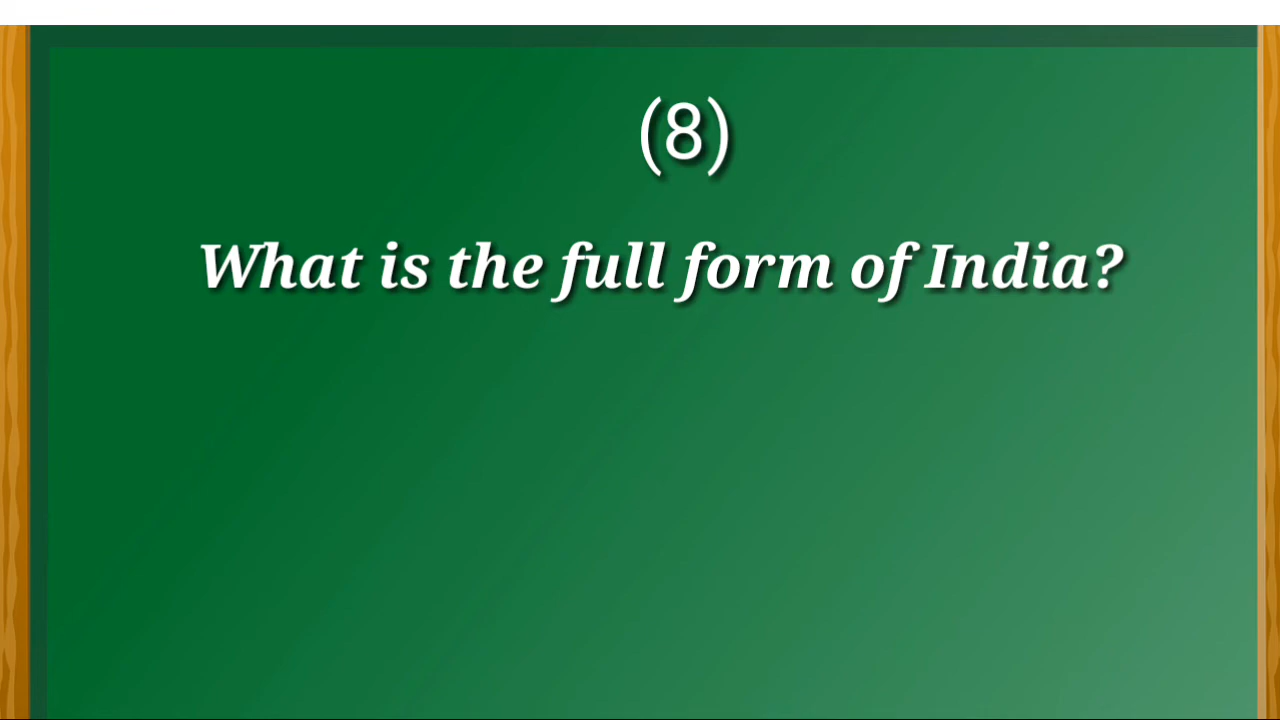 (8)
What is the full form of India?